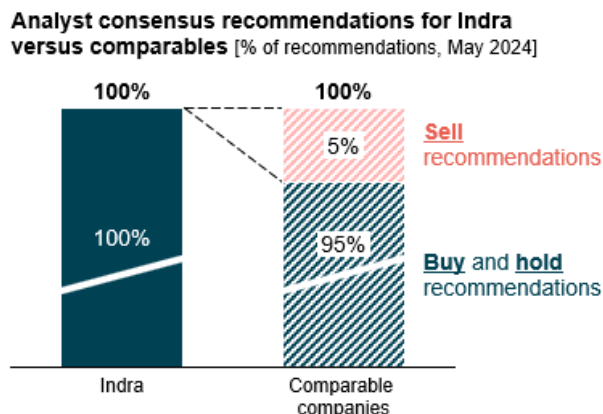 Analyst consensus recommendations for Indra
versus comparables [% of recommendations, May 2024]
100%
100%
5%
Sell
recommendations
100%
95%
Buy and hold
recommendations
Indra
Comparable
companies